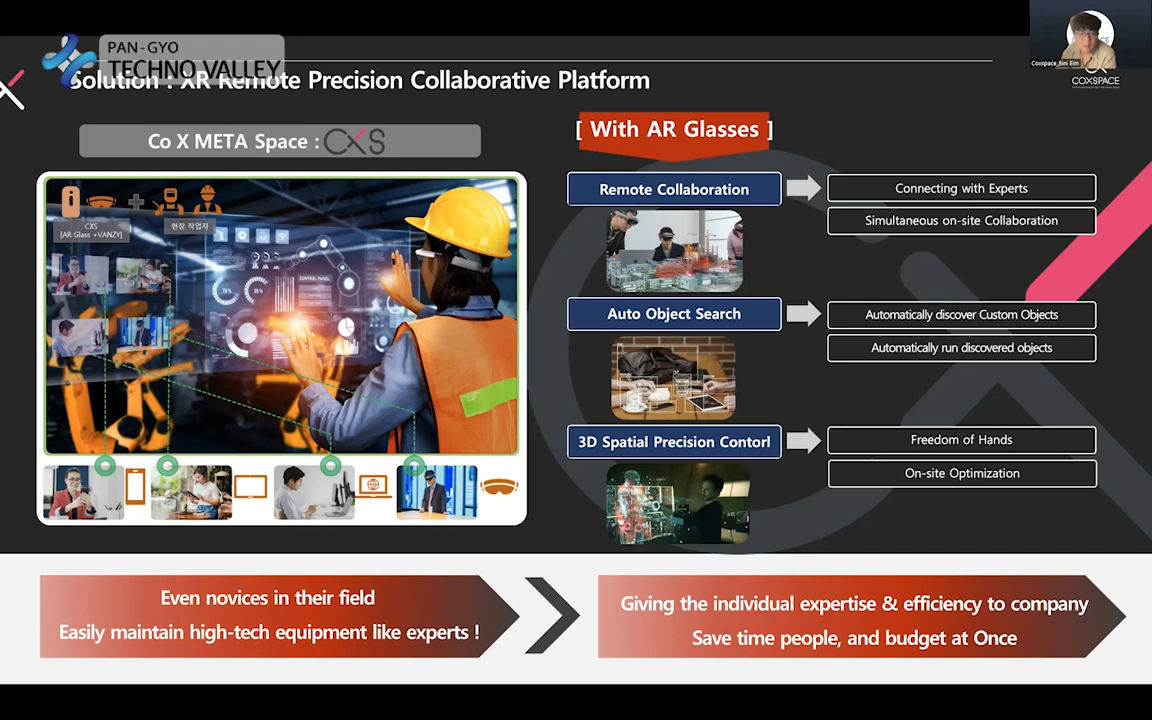 PAN-GYO
TECHNO VALLEY
Solution : XR Remote Precision Collaborative Platform
Coxspace_Bini Eim
COXSPACE
Co X META Space : CXS
[ With AR Glasses ]
CXS
[AR Glass +VANZY]
현장 작업자
CONTROL PANEL
Remote Collaboration
Connecting with Experts
Simultaneous on-site Collaboration
Auto Object Search
Automatically discover Custom Objects
Automatically run discovered objects
3D Spatial Precision Contorl
Freedom of Hands
On-site Optimization
Even novices in their field
Easily maintain high-tech equipment like experts !
Giving the individual expertise & efficiency to company
Save time people, and budget at Once